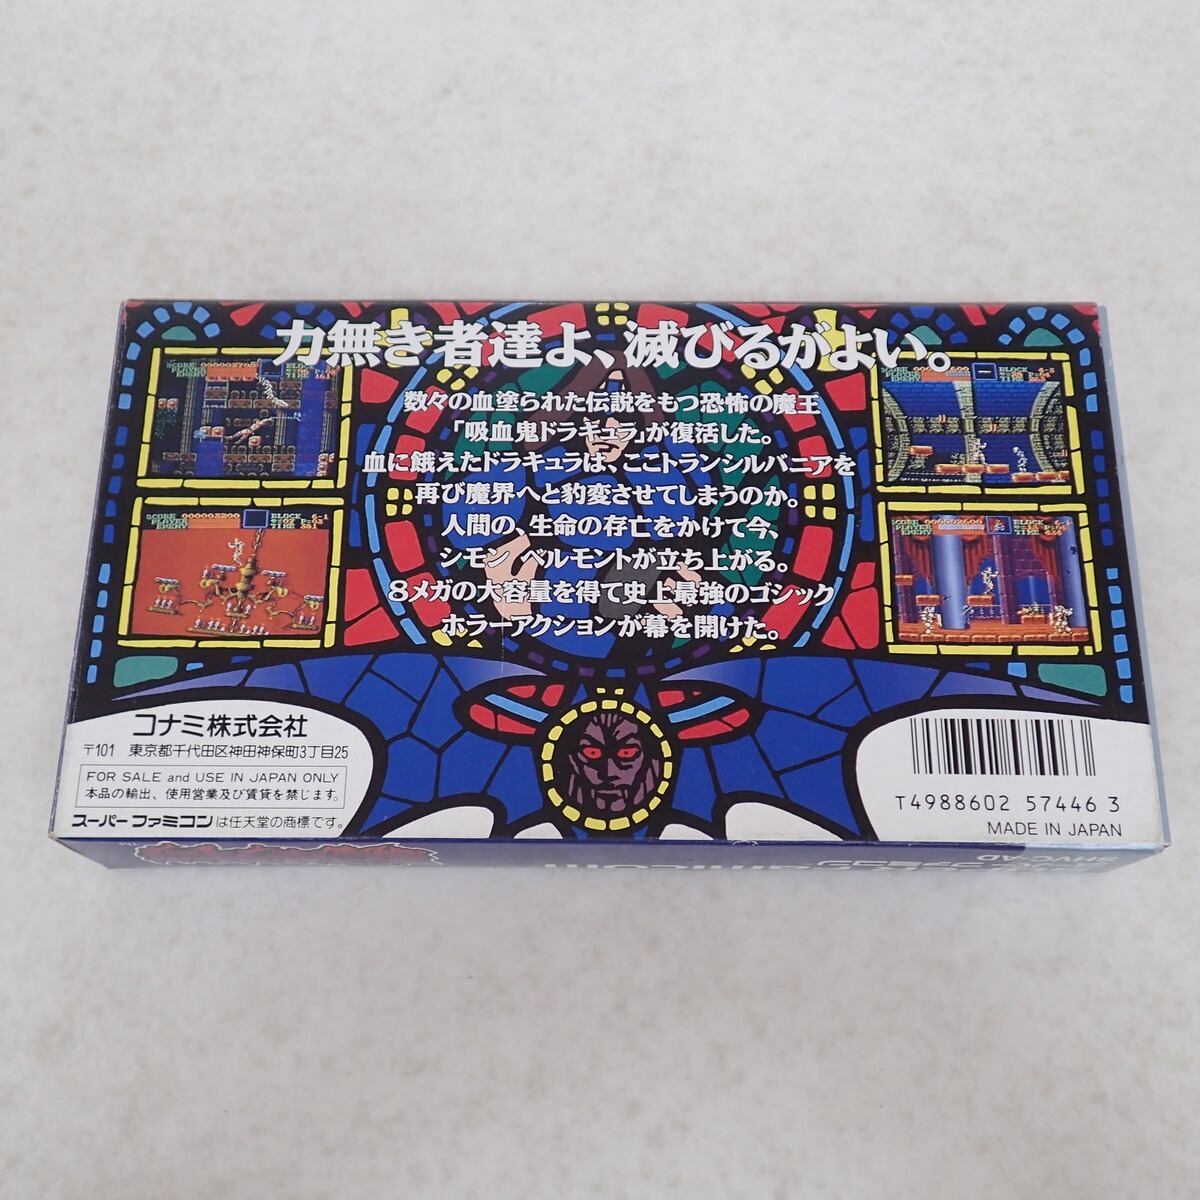 力無き者達よ、滅びるがよい。
数々の血塗られた伝説をもつ恐怖の魔王
「吸血鬼ドラキュラ」が復活した。
血に餓えたドラキュラは、ここトランシルバニアを
再び魔界へと豹変させてしまうのか。
人間の、生命の存亡をかけて今、
シモン ベルモントが立ち上がる。
8メガの大容量を得て史上最強のゴシック
ホラーアクションが幕を開けた。
コナミ株式会社
〒101 東京都千代田区神田神保町3丁目25
FOR SALE and USE IN JAPAN ONLY
本品の輸出、使用営業及び賃貸を禁じます。
スーパーファミコンは任天堂の商標です。
T4988602 57446 3
MADE IN JAPAN
SHVC-AD